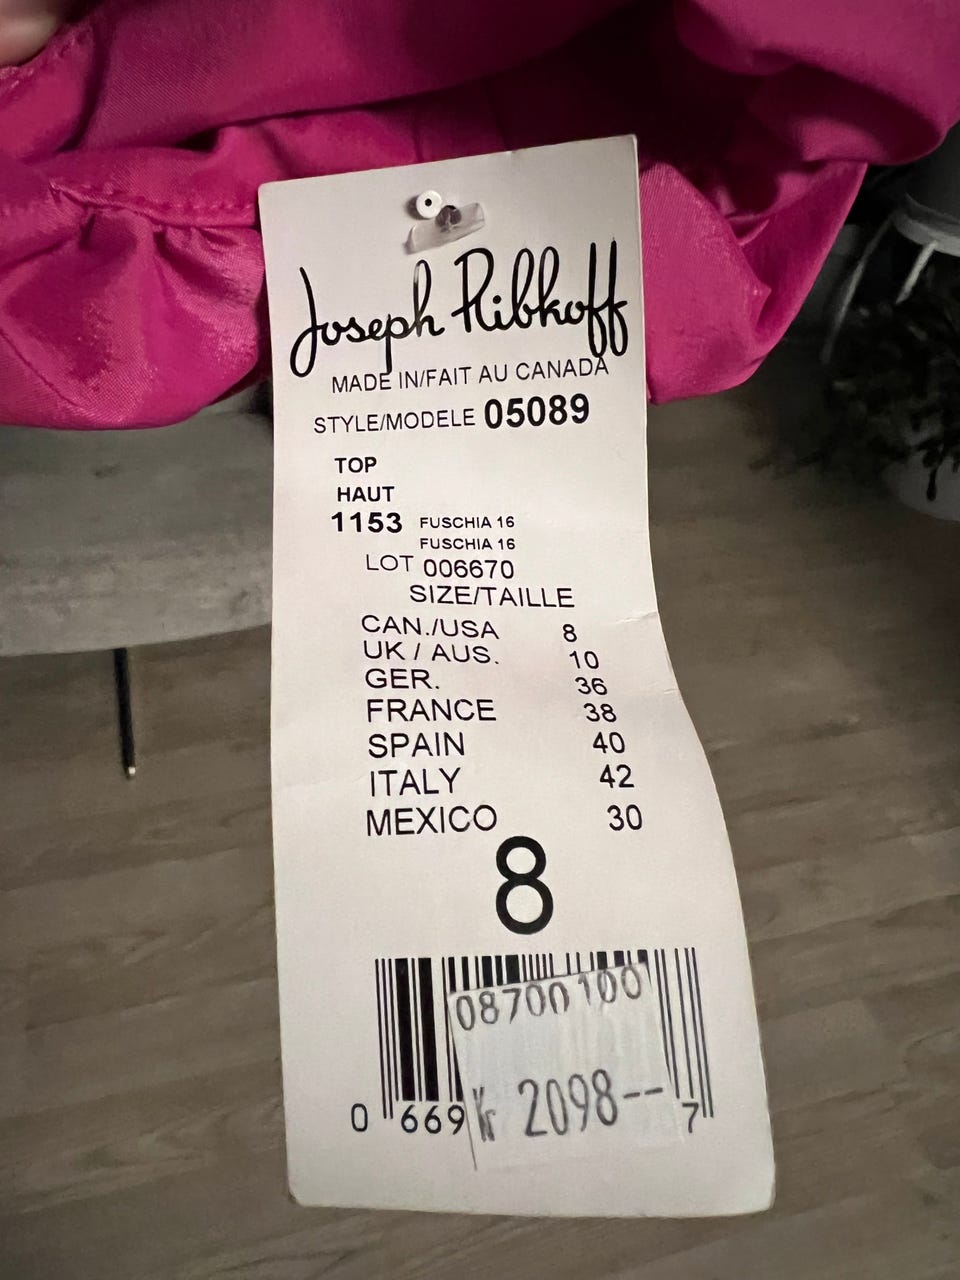 Joseph Ribkoff
MADE IN/FAIT AU CANADA
STYLE/MODELE 05089
TOP
HAUT
1153 FUSCHIA 16
FUSCHIA 16
LOT 006670
SIZE/TAILLE
CAN./USA 8
UK / AUS. 10
GER. 36
FRANCE 38
SPAIN 40
ITALY 42
MEXICO 30
8
08700100
0 669 Kr 2098-- 7